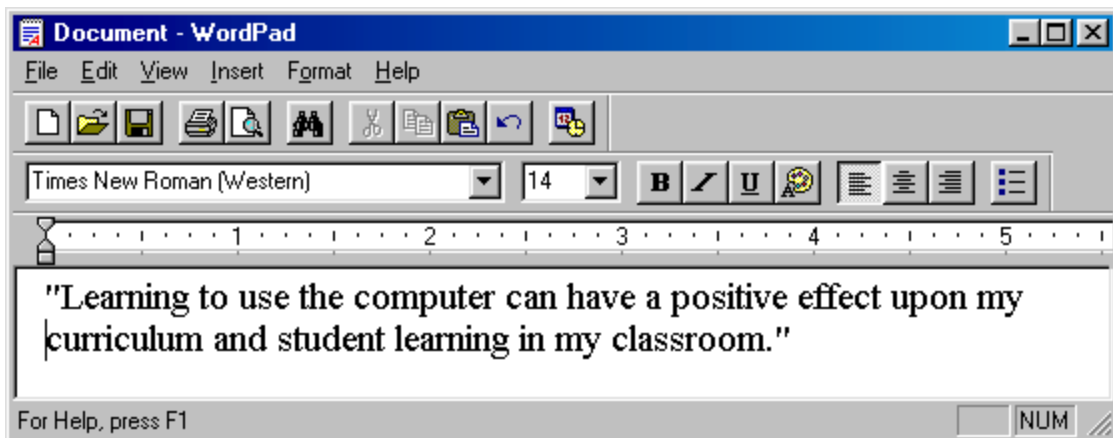 Document - WordPad
File Edit View Insert Format Help
Times New Roman (Western) 14 B I U
1 2 3 4 5
"Learning to use the computer can have a positive effect upon my
curriculum and student learning in my classroom."
For Help, press F1 NUM